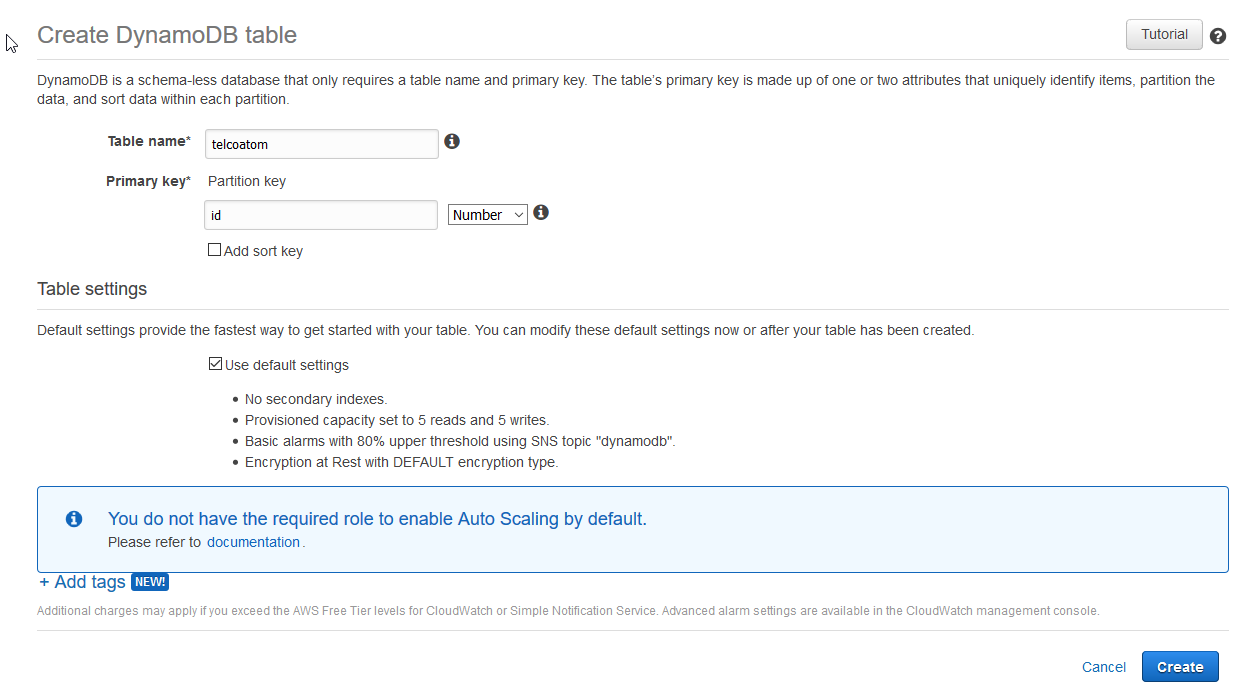 Create DynamoDB table
Tutorial
DynamoDB is a schema-less database that only requires a table name and primary key. The table's primary key is made up of one or two attributes that uniquely identify items, partition the
data, and sort data within each partition.
Table name*
telcoatom
Primary key*
Partition key
id
Number
Add sort key
Table settings
Default settings provide the fastest way to get started with your table. You can modify these default settings now or after your table has been created.
Use default settings
• No secondary indexes.
• Provisioned capacity set to 5 reads and 5 writes.
• Basic alarms with 80% upper threshold using SNS topic "dynamodb".
• Encryption at Rest with DEFAULT encryption type.
You do not have the required role to enable Auto Scaling by default.
Please refer to documentation.
+ Add tags NEW!
Additional charges may apply if you exceed the AWS Free Tier levels for CloudWatch or Simple Notification Service. Advanced alarm settings are available in the CloudWatch management console.
Cancel
Create